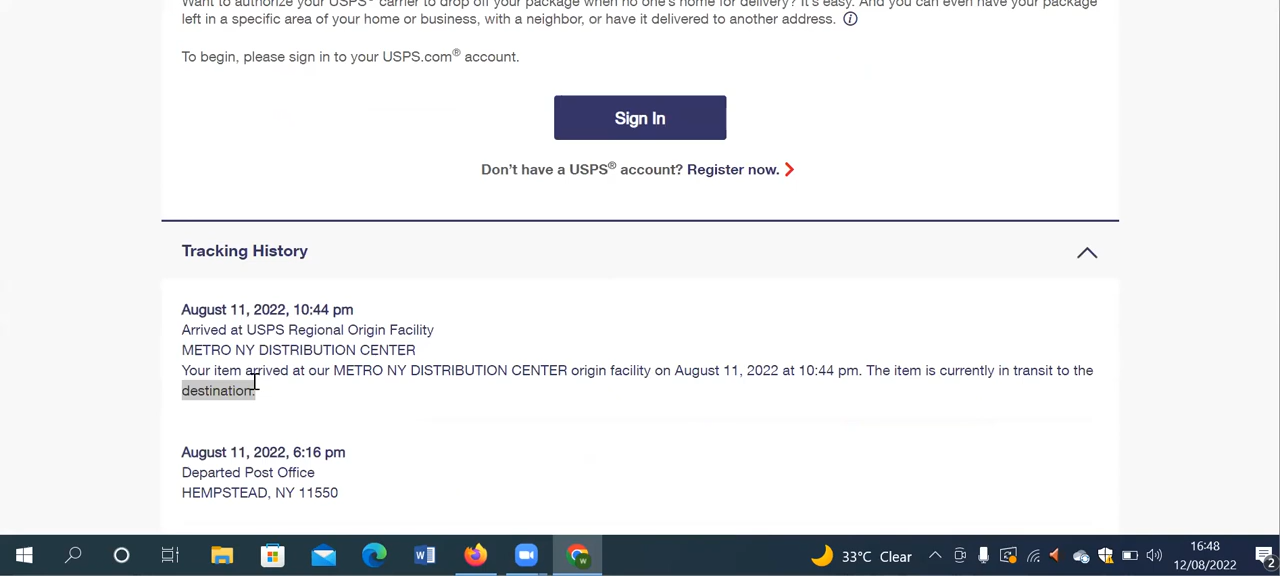 Want to authorize your USPS® carrier to drop off your package when no one's home for delivery? It's easy. And you can even have your package
left in a specific area of your home or business, with a neighbor, or have it delivered to another address.
To begin, please sign in to your USPS.com® account.
Sign In
Don't have a USPS® account? Register now.
Tracking History
August 11, 2022, 10:44 pm
Arrived at USPS Regional Origin Facility
METRO NY DISTRIBUTION CENTER
Your item arrived at our METRO NY DISTRIBUTION CENTER origin facility on August 11, 2022 at 10:44 pm. The item is currently in transit to the
destination.
August 11, 2022, 6:16 pm
Departed Post Office
HEMPSTEAD, NY 11550
33°C Clear
16:48
12/08/2022
2